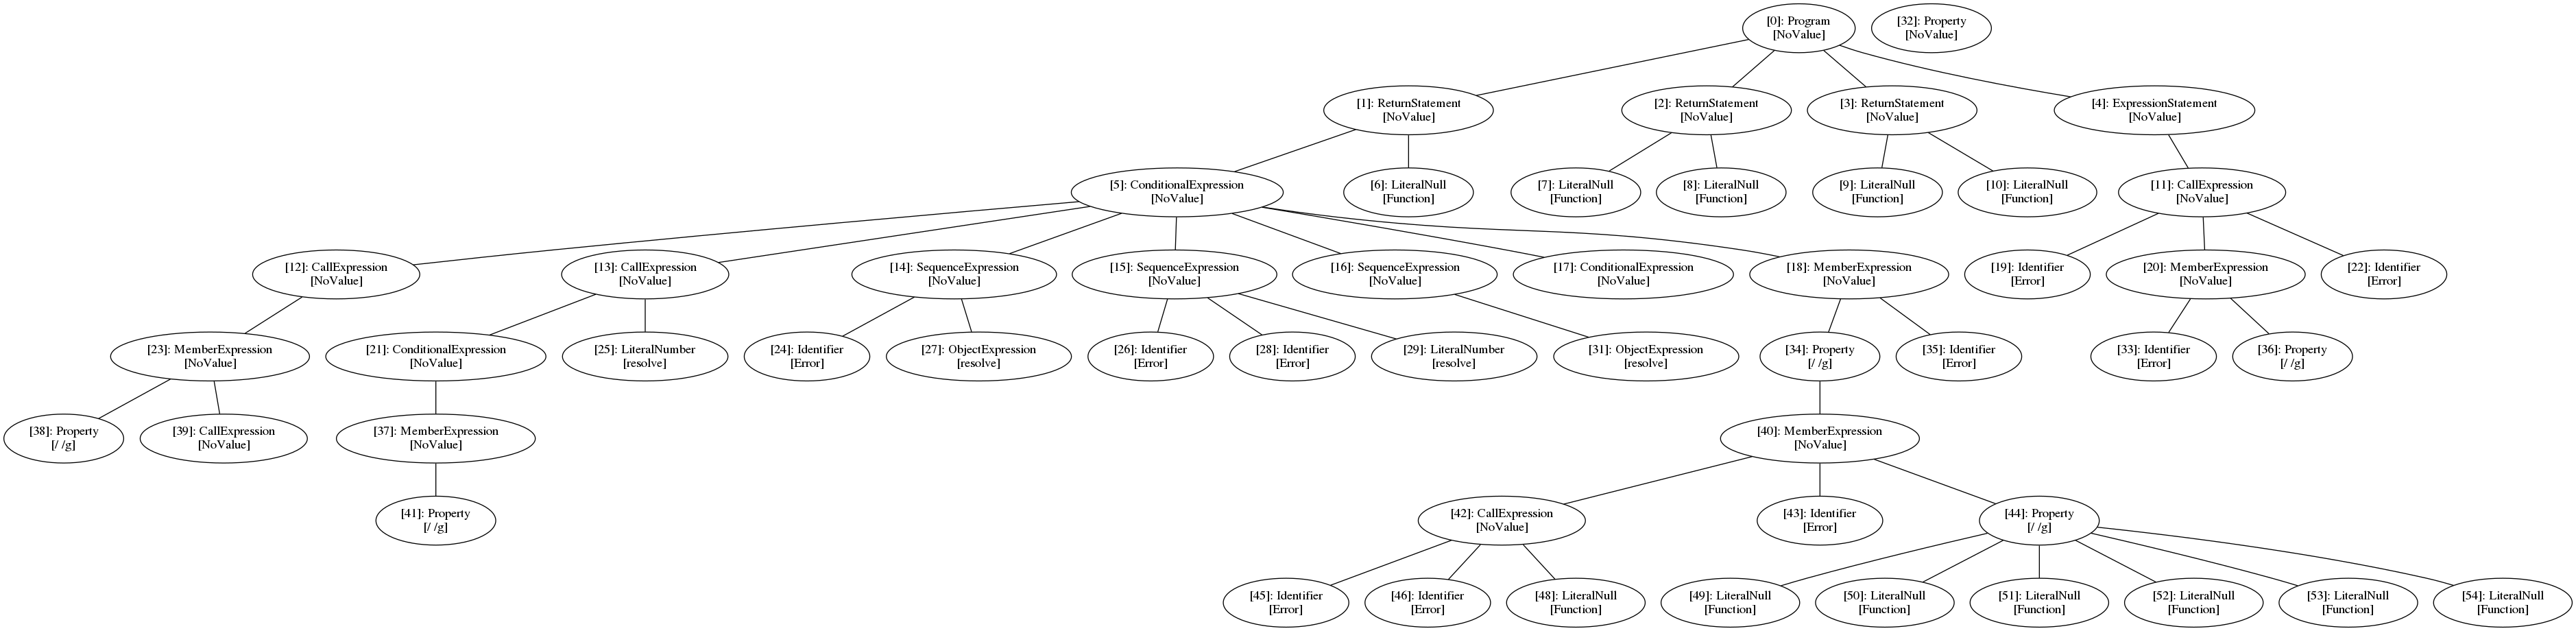 [0]: Program
[NoValue]
[32]: Property
[NoValue]
[1]: ReturnStatement
[NoValue]
[2]: ReturnStatement
[NoValue]
[3]: ReturnStatement
[NoValue]
[4]: ExpressionStatement
[NoValue]
[5]: ConditionalExpression
[NoValue]
[6]: LiteralNull
[Function]
[7]: LiteralNull
[Function]
[8]: LiteralNull
[Function]
[9]: LiteralNull
[Function]
[10]: LiteralNull
[Function]
[11]: CallExpression
[NoValue]
[12]: CallExpression
[NoValue]
[13]: CallExpression
[NoValue]
[14]: SequenceExpression
[NoValue]
[15]: SequenceExpression
[NoValue]
[16]: SequenceExpression
[NoValue]
[17]: ConditionalExpression
[NoValue]
[18]: MemberExpression
[NoValue]
[19]: Identifier
[Error]
[20]: MemberExpression
[NoValue]
[22]: Identifier
[Error]
[23]: MemberExpression
[NoValue]
[21]: ConditionalExpression
[NoValue]
[25]: LiteralNumber
[resolve]
[24]: Identifier
[Error]
[27]: ObjectExpression
[resolve]
[26]: Identifier
[Error]
[28]: Identifier
[Error]
[29]: LiteralNumber
[resolve]
[31]: ObjectExpression
[resolve]
[34]: Property
[/ /g]
[35]: Identifier
[Error]
[33]: Identifier
[Error]
[36]: Property
[/ /g]
[38]: Property
[/ /g]
[39]: CallExpression
[NoValue]
[37]: MemberExpression
[NoValue]
[40]: MemberExpression
[NoValue]
[41]: Property
[/ /g]
[42]: CallExpression
[NoValue]
[43]: Identifier
[Error]
[44]: Property
[/ /g]
[45]: Identifier
[Error]
[46]: Identifier
[Error]
[48]: LiteralNull
[Function]
[49]: LiteralNull
[Function]
[50]: LiteralNull
[Function]
[51]: LiteralNull
[Function]
[52]: LiteralNull
[Function]
[53]: LiteralNull
[Function]
[54]: LiteralNull
[Function]